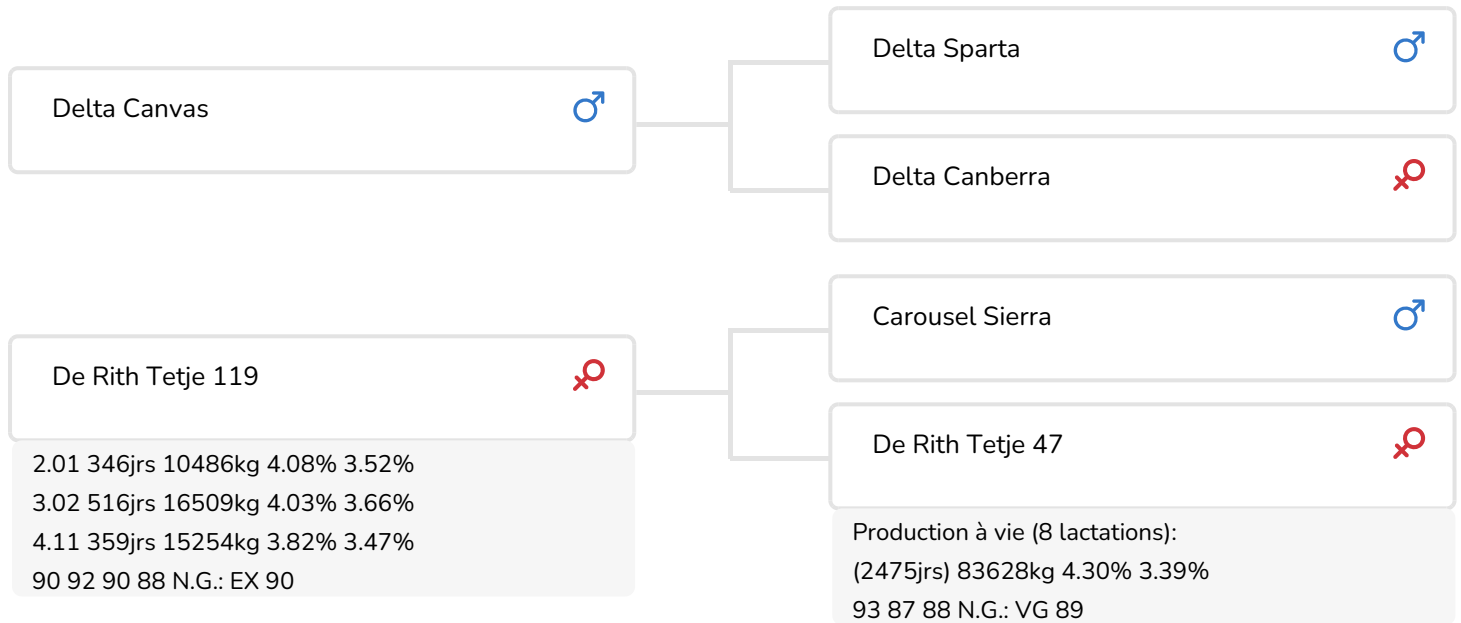 Delta Canvas
Delta Sparta
Delta Canberra
De Rith Tetje 119
2.01 346jrs 10486kg 4.08% 3.52%
3.02 516jrs 16509kg 4.03% 3.66%
4.11 359jrs 15254kg 3.82% 3.47%
90 92 90 88 N.G.: EX 90
Carousel Sierra
De Rith Tetje 47
Production à vie (8 lactations):
(2475jrs) 83628kg 4.30% 3.39%
93 87 88 N.G.: VG 89